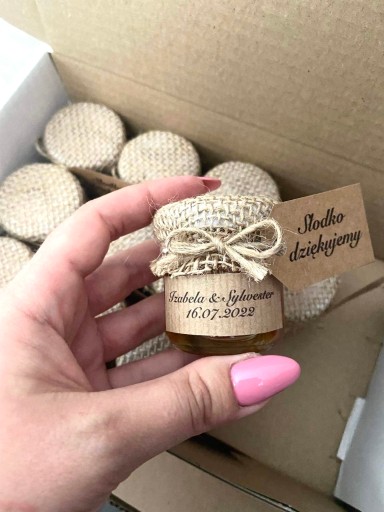 Słodko
dziękujemy
Izabela & Sylwester
16.07.2022